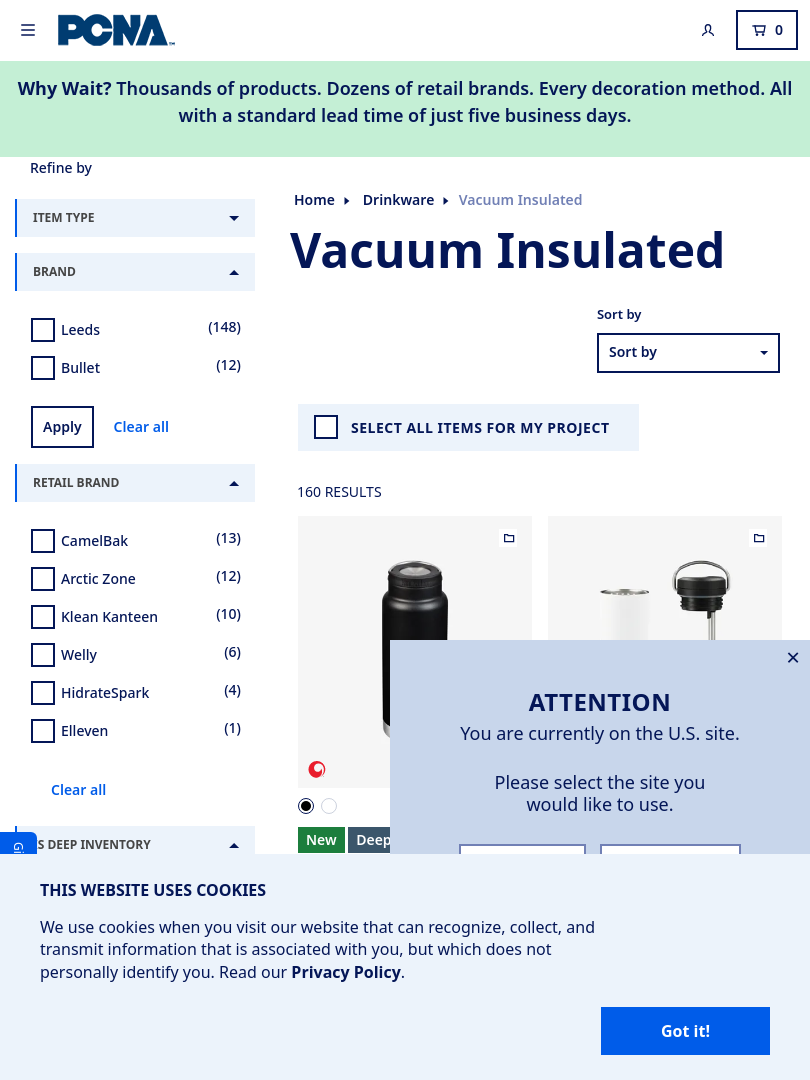 PCNA
0
Why Wait? Thousands of products. Dozens of retail brands. Every decoration method. All
with a standard lead time of just five business days.
Refine by
ITEM TYPE
BRAND
Leeds (148)
Bullet (12)
Apply Clear all
RETAIL BRAND
CamelBak (13)
Arctic Zone (12)
Klean Kanteen (10)
Welly (6)
HidrateSpark (4)
Elleven (1)
Clear all
DEEP INVENTORY
Home Drinkware Vacuum Insulated
Vacuum Insulated
Sort by
Sort by
SELECT ALL ITEMS FOR MY PROJECT
160 RESULTS
New Deep
ATTENTION
You are currently on the U.S. site.
Please select the site you
would like to use.
THIS WEBSITE USES COOKIES
We use cookies when you visit our website that can recognize, collect, and
transmit information that is associated with you, but which does not
personally identify you. Read our Privacy Policy.
Got it!